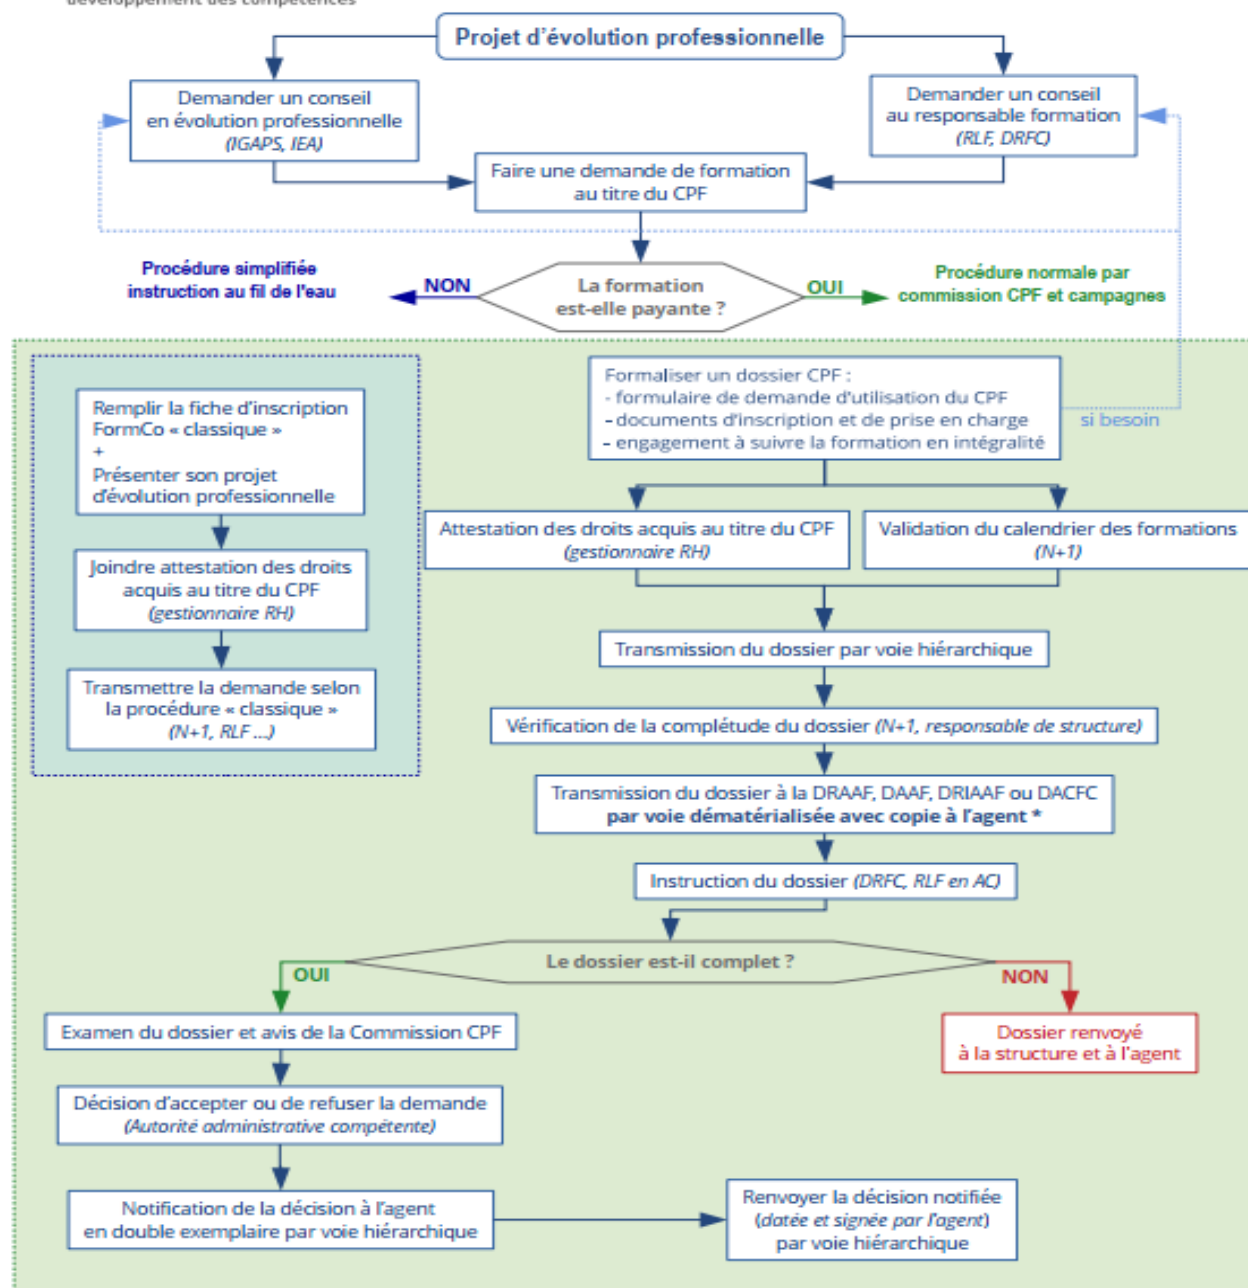 développement des compétences
Projet d'évolution professionnelle
Demander un conseil
en évolution professionnelle
(IGAPS, IEA)
Demander un conseil
au responsable formation
(RLF, DRFC)
Faire une demande de formation
au titre du CPF
Procédure simplifiée
instruction au fil de l'eau
NON
La formation
est-elle payante ?
OUI
Procédure normale par
commission CPF et campagnes
Remplir la fiche d'inscription
FormCo « classique »
+
Présenter son projet
d'évolution professionnelle
Joindre attestation des droits
acquis au titre du CPF
(gestionnaire RH)
Transmettre la demande selon
la procédure « classique »
(N+1, RLF ...)
Formaliser un dossier CPF :
- formulaire de demande d'utilisation du CPF
- documents d'inscription et de prise en charge
- engagement à suivre la formation en intégralité
si besoin
Attestation des droits acquis au titre du CPF
(gestionnaire RH)
Validation du calendrier des formations
(N+1)
Transmission du dossier par voie hiérarchique
Vérification de la complétude du dossier (N+1, responsable de structure)
Transmission du dossier à la DRAAF, DAAF, DRIAAF ou DACFC
par voie dématérialisée avec copie à l'agent *
Instruction du dossier (DRFC, RLF en AC)
Le dossier est-il complet ?
OUI
NON
Examen du dossier et avis de la Commission CPF
Dossier renvoyé
à la structure et à l'agent
Décision d'accepter ou de refuser la demande
(Autorité administrative compétente)
Notification de la décision à l'agent
en double exemplaire par voie hiérarchique
Renvoyer la décision notifiée
(datée et signée par l'agent)
par voie hiérarchique